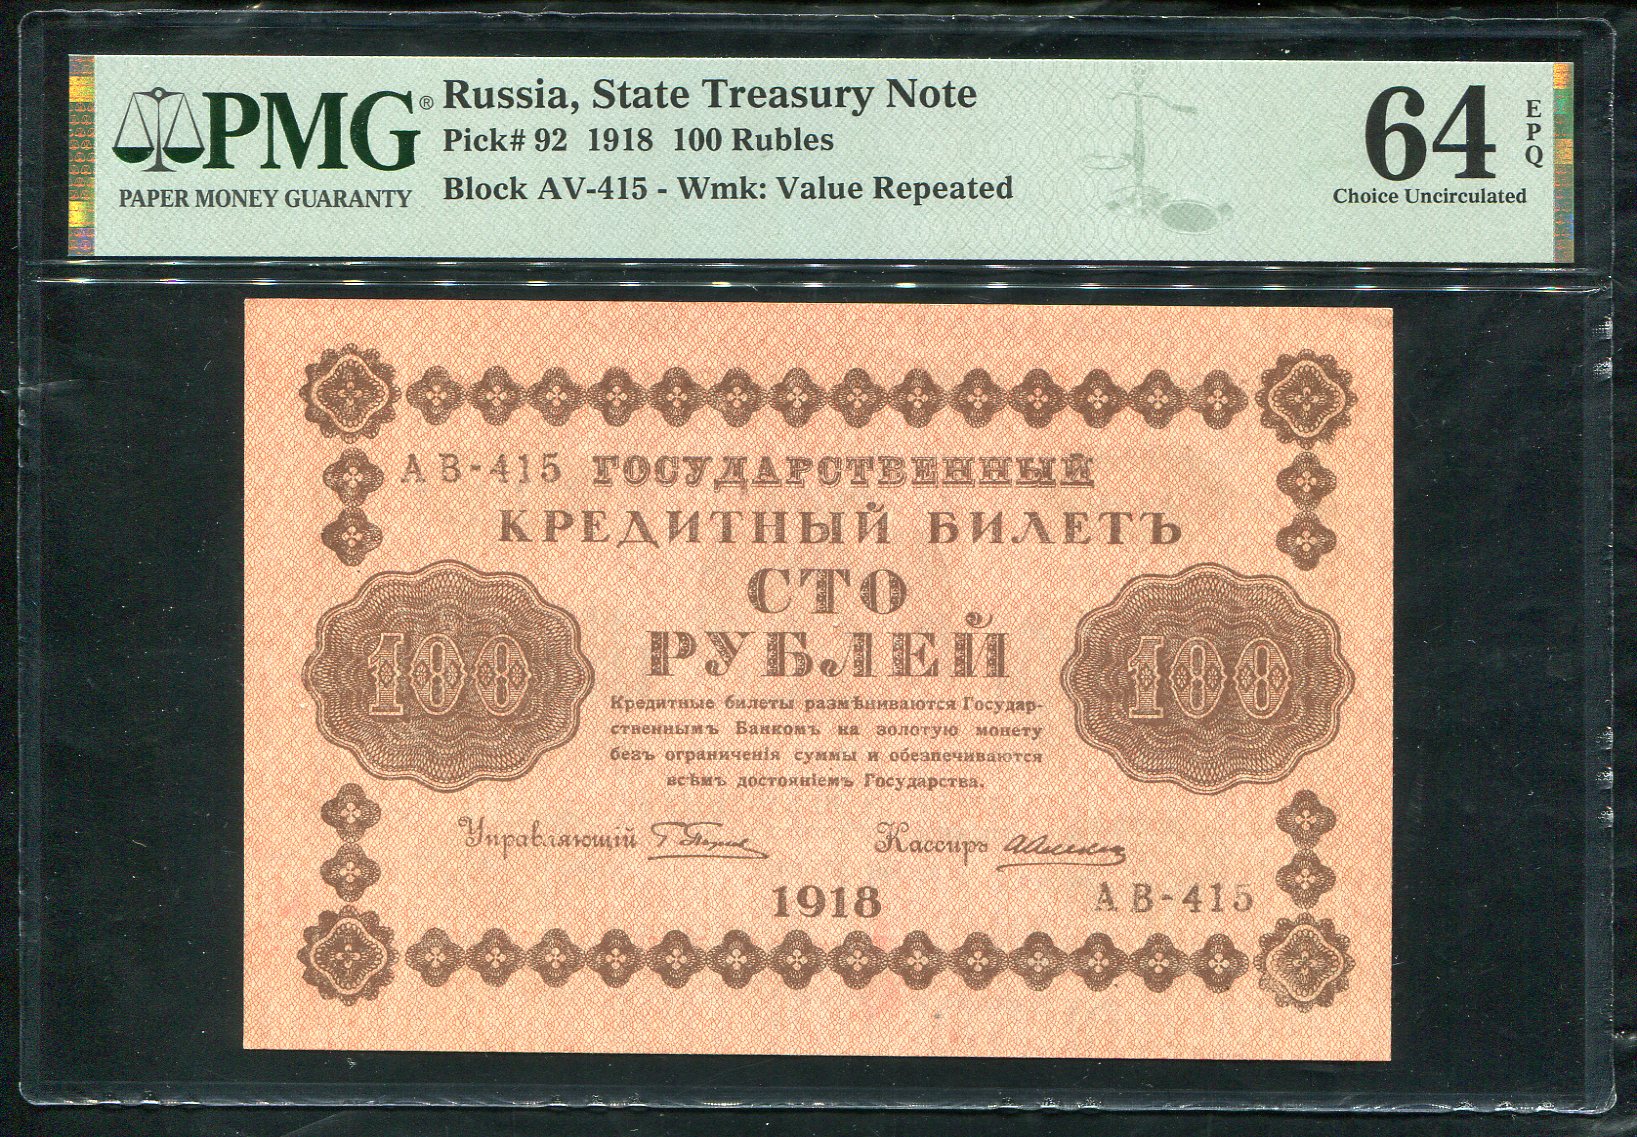 PMG® Russia, State Treasury Note
Pick# 92 1918 100 Rubles
PAPER MONEY GUARANTY
Block AV-415 - Wmk: Value Repeated
64 EPQ
Choice Uncirculated
АВ-415 ГОСУДАРСТВЕННЫЙ
КРЕДИТНЫЙ БИЛЕТЪ
СТО
РУБЛЕЙ
100
100
Кредитные билеты размѣниваются Государ-
ственнымъ Банкомъ на золотую монету
безъ ограниченія суммы и обезпечиваются
всѣмъ достояніемъ Государства.
Управляющій
Кассиръ
1918
АВ-415